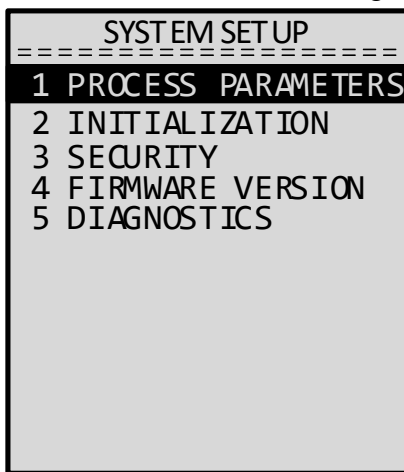 SYSTEM SETUP
====================
1 PROCESS PARAMETERS
2 INITIALIZATION
3 SECURITY
4 FIRMWARE VERSION
5 DIAGNOSTICS